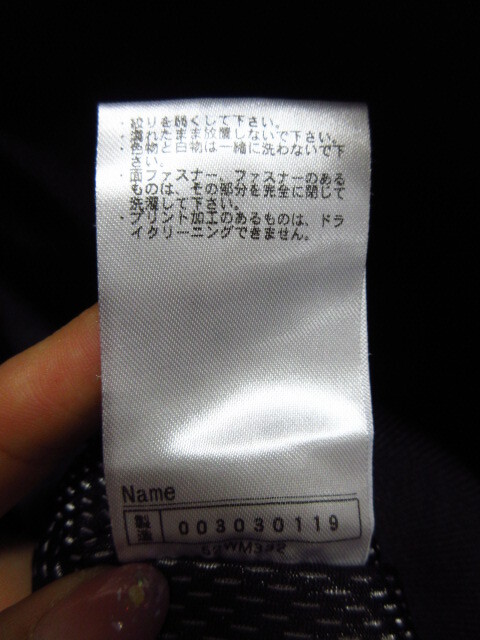 ・絞りを弱くして下さい。
・濡れたまま放置しないで下さい。
・色物と白物は一緒に洗わないで下
さい。
・面ファスナー、ファスナーのある
ものは、その部分を完全に閉じて
洗濯して下さい。
・プリント加工のあるものは、ドラ
イクリーニングできません。
Name
製造 003030119
52WM322